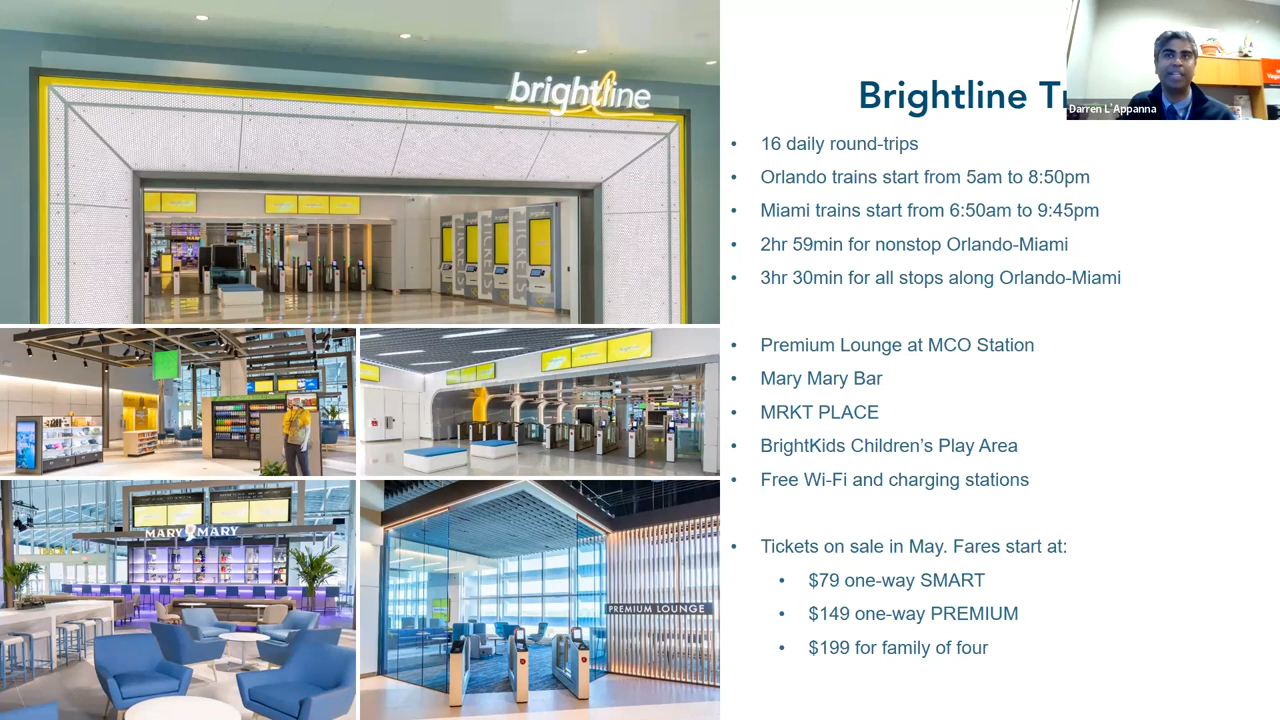 brightline
TICKETS
TICKETS
MARY MARY
PREMIUM LOUNGE
Brightline Tr
Darren L'Appanna
• 16 daily round-trips
• Orlando trains start from 5am to 8:50pm
• Miami trains start from 6:50am to 9:45pm
• 2hr 59min for nonstop Orlando-Miami
• 3hr 30min for all stops along Orlando-Miami
• Premium Lounge at MCO Station
• Mary Mary Bar
• MRKT PLACE
• BrightKids Children’s Play Area
• Free Wi-Fi and charging stations
• Tickets on sale in May. Fares start at:
• $79 one-way SMART
• $149 one-way PREMIUM
• $199 for family of four